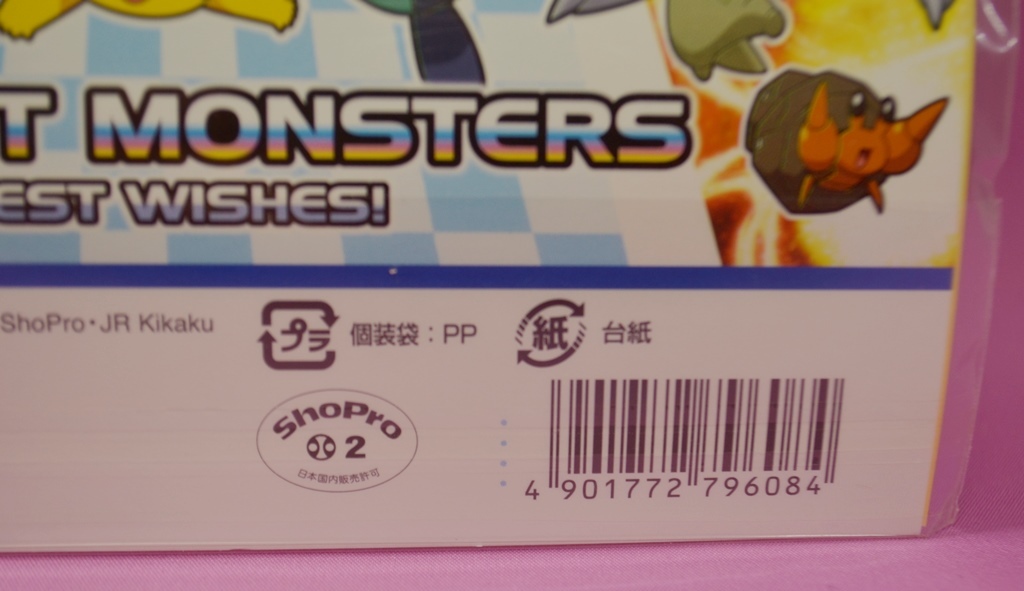 T MONSTERS
EST WISHES!
ShoPro・JR Kikaku
プラ 個装袋：PP 紙 台紙
ShoPro
2
日本国内販売許可
4 901772 796084